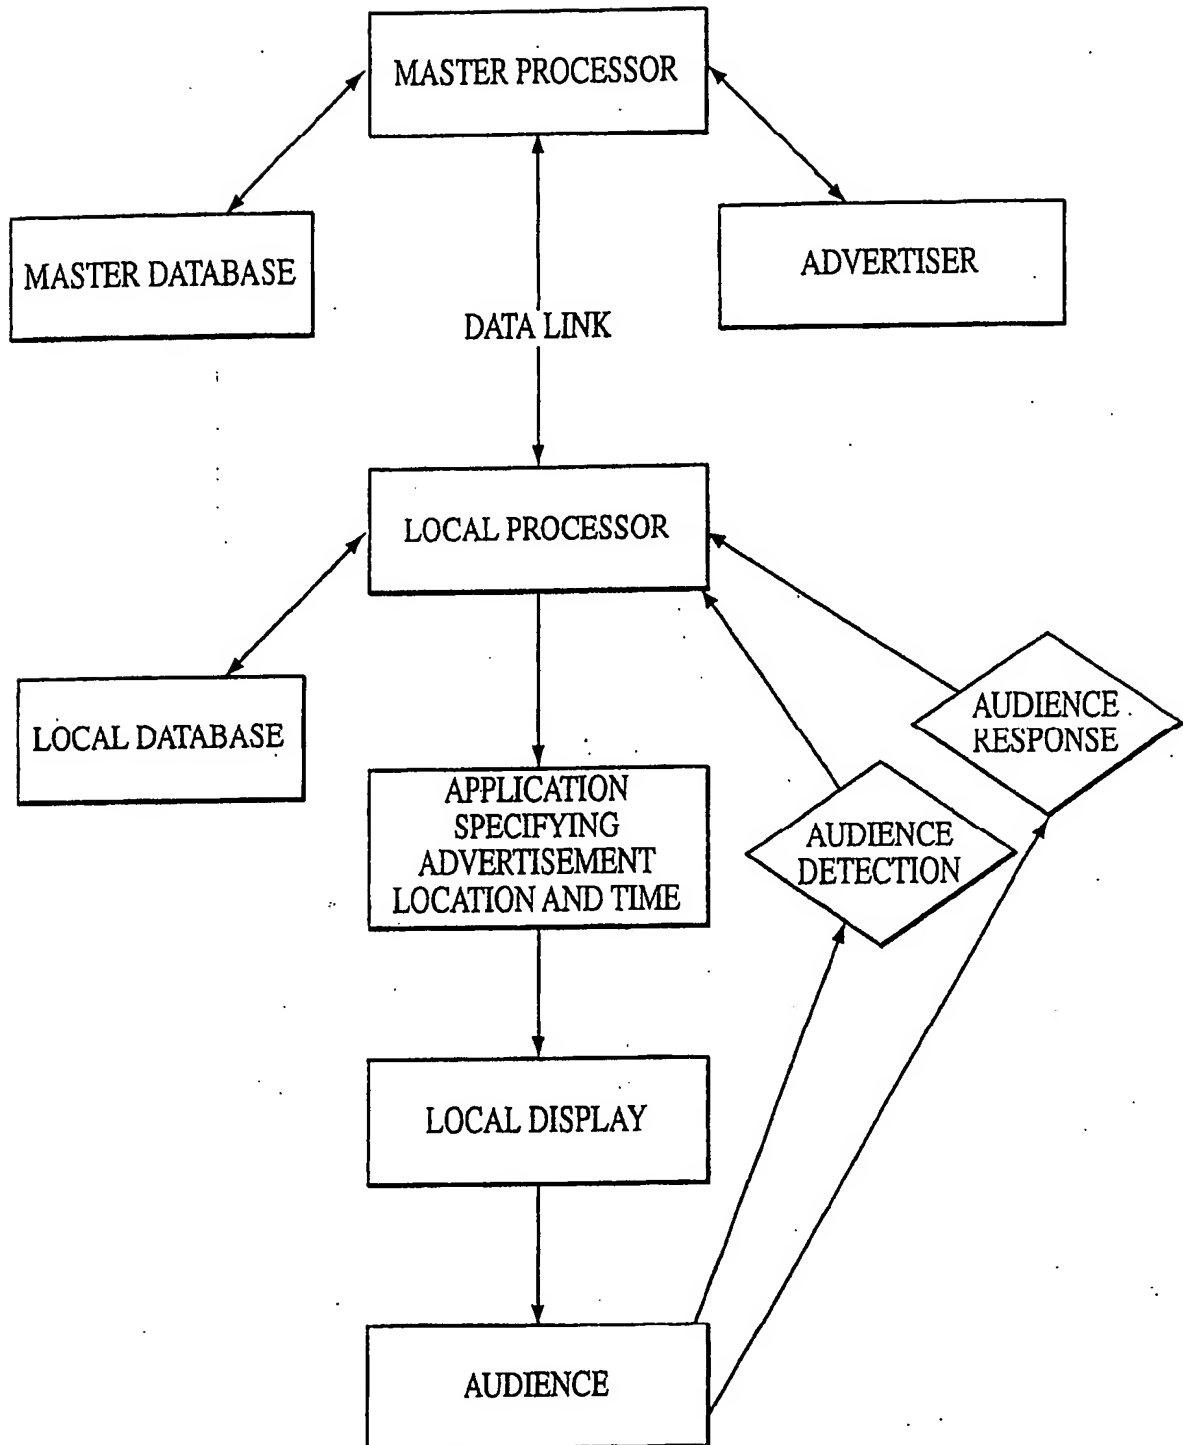 MASTER PROCESSOR
MASTER DATABASE
ADVERTISER
DATA LINK
LOCAL PROCESSOR
LOCAL DATABASE
AUDIENCE
RESPONSE
APPLICATION
SPECIFYING
ADVERTISEMENT
LOCATION AND TIME
AUDIENCE
DETECTION
LOCAL DISPLAY
AUDIENCE